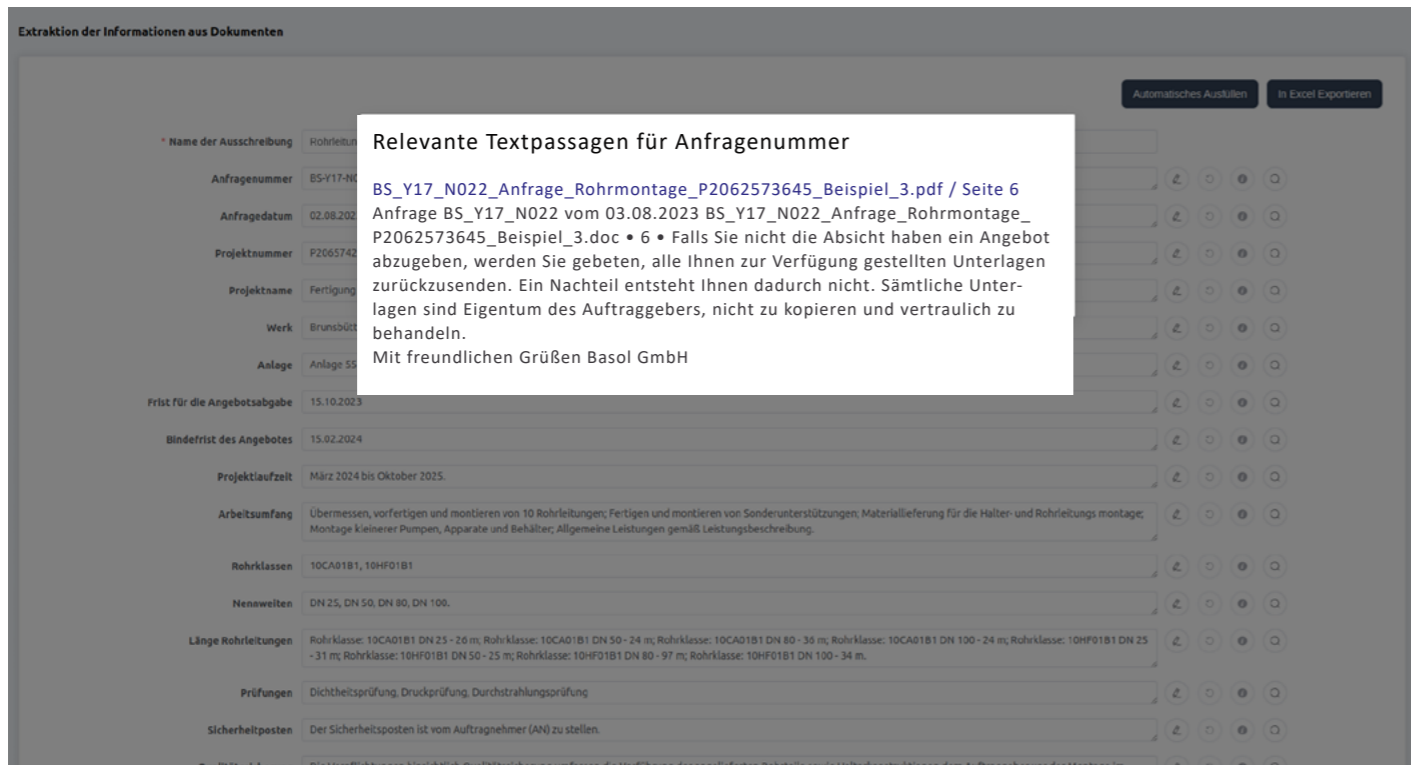 Extraktion der Informationen aus Dokumenten
Automatisches Ausfüllen
In Excel Exportieren
* Name der Ausschreibung
Relevante Textpassagen für Anfragenummer
BS_Y17_N022_Anfrage_Rohrmontage_P2062573645_Beispiel_3.pdf / Seite 6
Anfrage BS_Y17_N022 vom 03.08.2023 BS_Y17_N022_Anfrage_Rohrmontage_
P2062573645_Beispiel_3.doc • 6 • Falls Sie nicht die Absicht haben ein Angebot
abzugeben, werden Sie gebeten, alle Ihnen zur Verfügung gestellten Unterlagen
zurückzusenden. Ein Nachteil entsteht Ihnen dadurch nicht. Sämtliche Unter-
lagen sind Eigentum des Auftraggebers, nicht zu kopieren und vertraulich zu
behandeln.
Mit freundlichen Grüßen Basol GmbH
Anfragenummer
Anfragedatum 02.08.202
Projektnummer P2065742
Projektname Fertigung
Werk Brunsbütt
Anlage Anlage 55
Frist für die Angebotsabgabe 15.10.2023
Bindefrist des Angebotes 15.02.2024
Projektlaufzeit März 2024 bis Oktober 2025.
Arbeitsumfang Übermessen, vorfertigen und montieren von 10 Rohrleitungen; Fertigen und montieren von Sonderunterstützungen; Materiallieferung für die Halter- und Rohrleitungs montage;
Montage kleinerer Pumpen, Apparate und Behälter; Allgemeine Leistungen gemäß Leistungsbeschreibung.
Rohrklassen 10CA01B1, 10HF01B1
Nennweiten DN 25, DN 50, DN 80, DN 100.
Länge Rohrleitungen Rohrklasse: 10CA01B1 DN 25 - 26 m; Rohrklasse: 10CA01B1 DN 50 - 24 m; Rohrklasse: 10CA01B1 DN 80 - 36 m; Rohrklasse: 10CA01B1 DN 100 - 24 m; Rohrklasse: 10HF01B1 DN 25
- 31 m; Rohrklasse: 10HF01B1 DN 50 - 25 m; Rohrklasse: 10HF01B1 DN 80 - 97 m; Rohrklasse: 10HF01B1 DN 100 - 34 m.
Prüfungen Dichtheitsprüfung, Druckprüfung, Durchstrahlungsprüfung
Sicherheitposten Der Sicherheitsposten ist vom Auftragnehmer (AN) zu stellen.